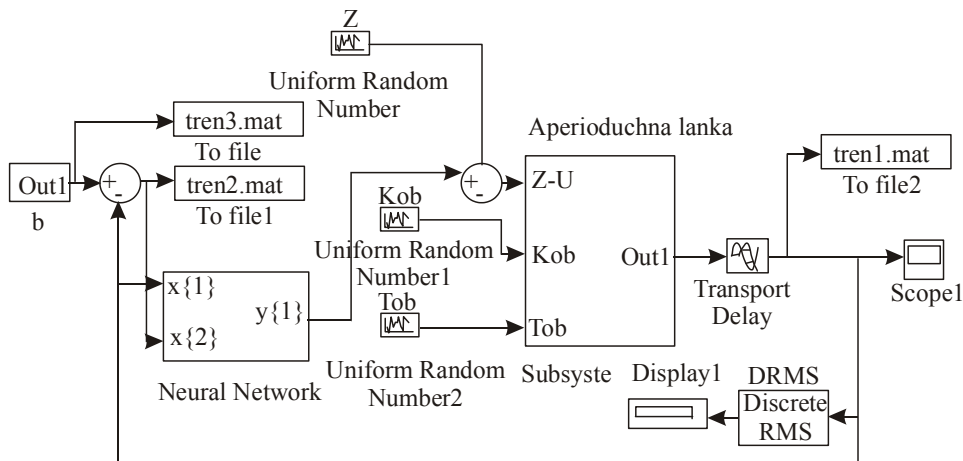 Z
Uniform Random
Number
tren3.mat
To file
Out1
b
+
-
tren2.mat
To file1
x{1}
x{2}
y{1}
Neural Network
+
-
Kob
Uniform Random
Number1
Tob
Uniform Random
Number2
Aperioduchna lanka
Z-U
Kob
Tob
Out1
Subsyste
Transport
Delay
tren1.mat
To file2
Scope1
Display1
DRMS
Discrete
RMS